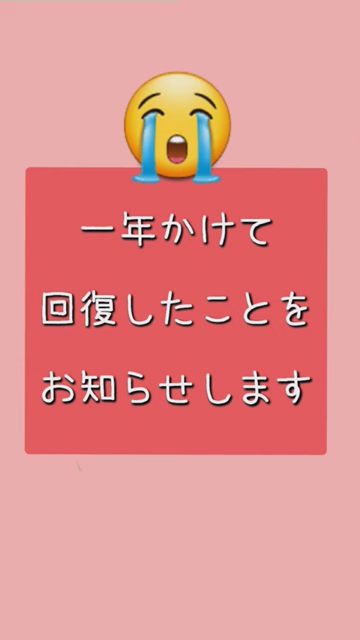 一年かけて
回復したことを
お知らせします